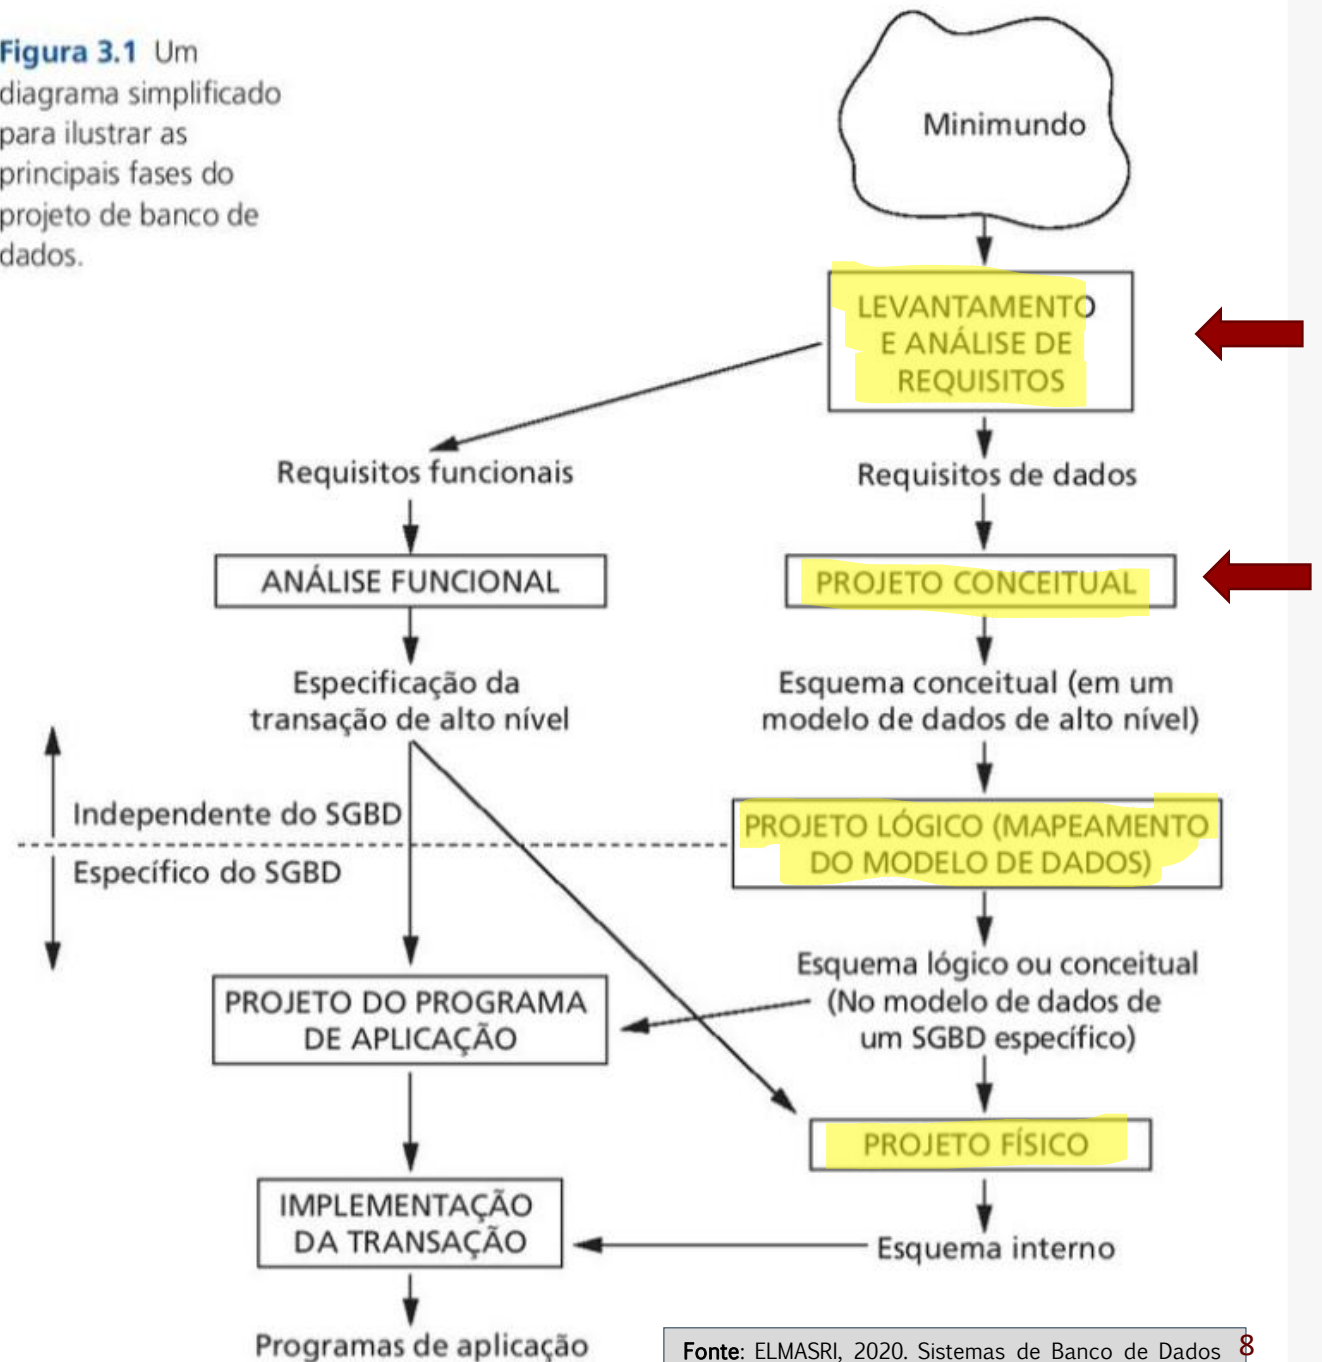 Figura 3.1 Um
diagrama simplificado
para ilustrar as
principais fases do
projeto de banco de
dados.
Minimundo
LEVANTAMENTO
E ANÁLISE DE
REQUISITOS
Requisitos funcionais
Requisitos de dados
ANÁLISE FUNCIONAL
PROJETO CONCEITUAL
Especificação da
transação de alto nível
Esquema conceitual (em um
modelo de dados de alto nível)
Independente do SGBD
Específico do SGBD
PROJETO LÓGICO (MAPEAMENTO
DO MODELO DE DADOS)
Esquema lógico ou conceitual
(No modelo de dados de
um SGBD específico)
PROJETO DO PROGRAMA
DE APLICAÇÃO
PROJETO FÍSICO
IMPLEMENTAÇÃO
DA TRANSAÇÃO
Esquema interno
Programas de aplicação
Fonte: ELMASRI, 2020. Sistemas de Banco de Dados
8